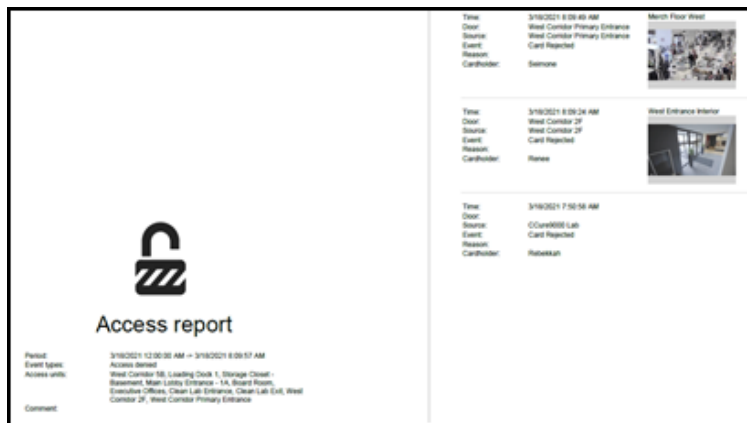 Access report
Period: 3/18/2021 12:00:00 AM -> 3/18/2021 8:09:57 AM
Event types: Access denied
Access units: West Corridor 5B, Loading Dock 1, Storage Closet -
Basement, Main Lobby Entrance - 1A, Board Room,
Executive Offices, Clean Lab Entrance, Clean Lab Exit, West
Corridor 2F, West Corridor Primary Entrance
Comment:
Time: 3/18/2021 8:09:49 AM
Door: West Corridor Primary Entrance
Source: West Corridor Primary Entrance
Event: Card Rejected
Reason:
Cardholder: Seimone
Merch Floor West
Time: 3/18/2021 8:09:24 AM
Door: West Corridor 2F
Source: West Corridor 2F
Event: Card Rejected
Reason:
Cardholder: Renee
West Entrance Interior
Time: 3/18/2021 7:50:58 AM
Door:
Source: CCure9000 Lab
Event: Card Rejected
Reason:
Cardholder: Rebekkah